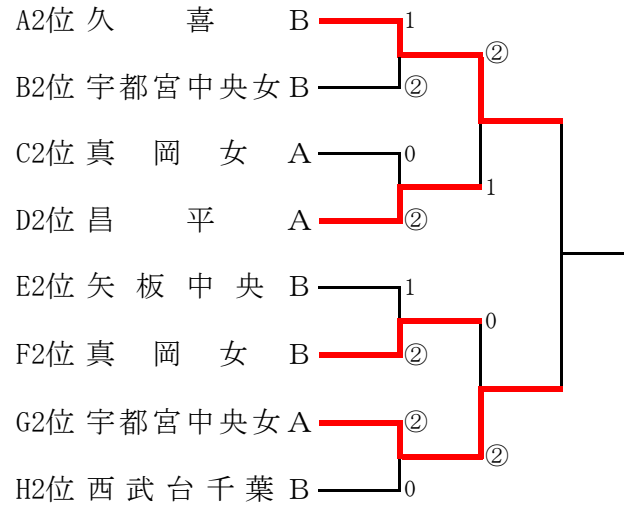 A2位 久喜 B 1
②
B2位 宇都宮中央女 B ②
C2位 真岡女 A 0
1
D2位 昌平 A ②
E2位 矢板中央 B 1
0
F2位 真岡女 B ②
G2位 宇都宮中央女 A ②
②
H2位 西武台千葉 B 0